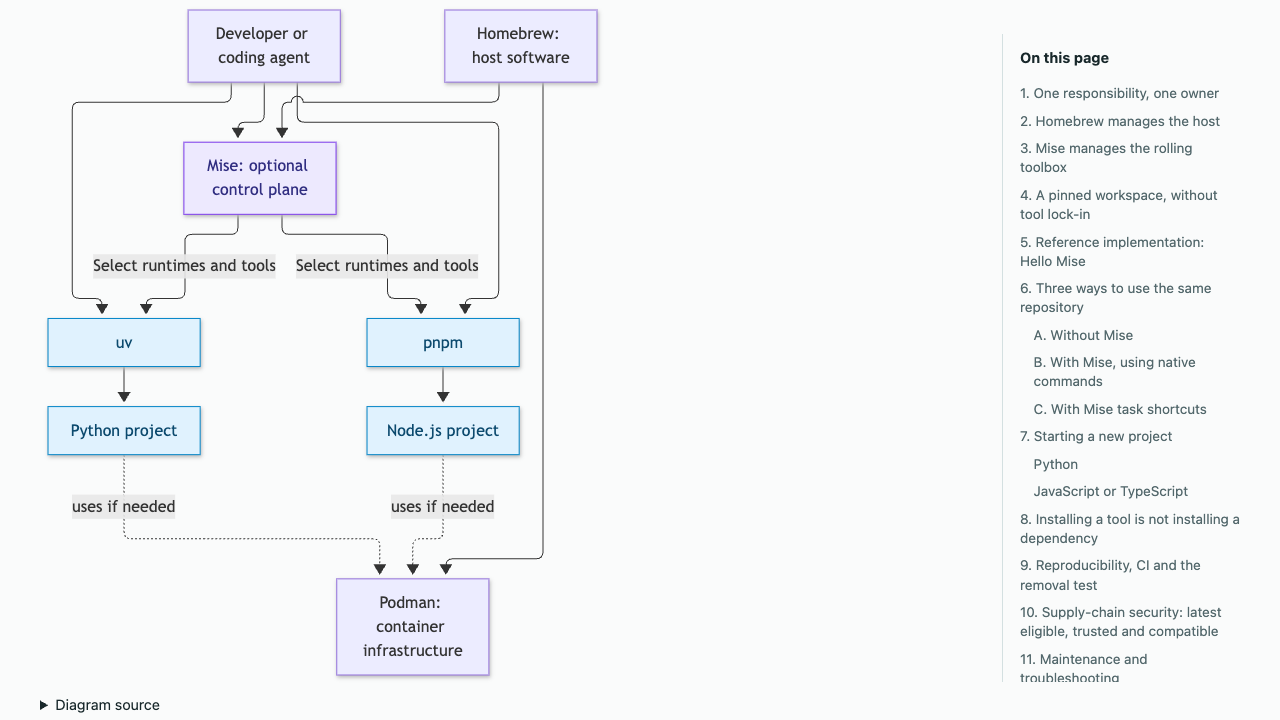 Developer or
coding agent
Homebrew:
host software
Mise: optional
control plane
Select runtimes and tools
Select runtimes and tools
uv
pnpm
Python project
Node.js project
uses if needed
uses if needed
Podman:
container
infrastructure
Diagram source
On this page
1. One responsibility, one owner
2. Homebrew manages the host
3. Mise manages the rolling
toolbox
4. A pinned workspace, without
tool lock-in
5. Reference implementation:
Hello Mise
6. Three ways to use the same
repository
A. Without Mise
B. With Mise, using native
commands
C. With Mise task shortcuts
7. Starting a new project
Python
JavaScript or TypeScript
8. Installing a tool is not installing a
dependency
9. Reproducibility, CI and the
removal test
10. Supply-chain security: latest
eligible, trusted and compatible
11. Maintenance and
troubleshooting